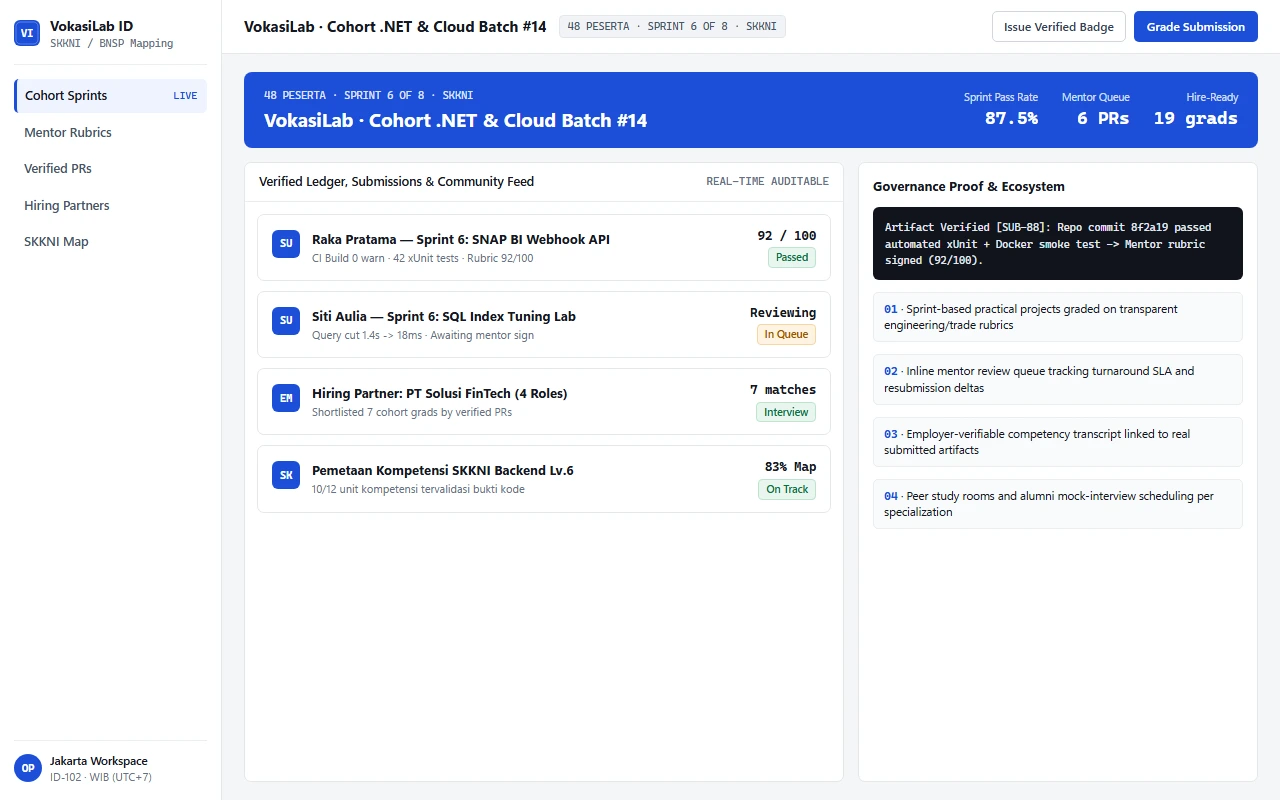 VI
VokasiLab ID
SKKNI / BNSP Mapping
Cohort Sprints
LIVE
Mentor Rubrics
Verified PRs
Hiring Partners
SKKNI Map
OP
Jakarta Workspace
ID-102 · WIB (UTC+7)
VokasiLab · Cohort .NET & Cloud Batch #14
48 PESERTA · SPRINT 6 OF 8 · SKKNI
Issue Verified Badge
Grade Submission
48 PESERTA · SPRINT 6 OF 8 · SKKNI
VokasiLab · Cohort .NET & Cloud Batch #14
Sprint Pass Rate
87.5%
Mentor Queue
6 PRs
Hire-Ready
19 grads
Verified Ledger, Submissions & Community Feed
REAL-TIME AUDITABLE
SU
Raka Pratama — Sprint 6: SNAP BI Webhook API
CI Build 0 warn · 42 xUnit tests · Rubric 92/100
92 / 100
Passed
SU
Siti Aulia — Sprint 6: SQL Index Tuning Lab
Query cut 1.4s -> 18ms · Awaiting mentor sign
Reviewing
In Queue
EM
Hiring Partner: PT Solusi FinTech (4 Roles)
Shortlisted 7 cohort grads by verified PRs
7 matches
Interview
SK
Pemetaan Kompetensi SKKNI Backend Lv.6
10/12 unit kompetensi tervalidasi bukti kode
83% Map
On Track
Governance Proof & Ecosystem
Artifact Verified [SUB-88]: Repo commit 8f2a19 passed
automated xUnit + Docker smoke test -> Mentor rubric
signed (92/100).
01 · Sprint-based practical projects graded on transparent
engineering/trade rubrics
02 · Inline mentor review queue tracking turnaround SLA and
resubmission deltas
03 · Employer-verifiable competency transcript linked to real
submitted artifacts
04 · Peer study rooms and alumni mock-interview scheduling per
specialization